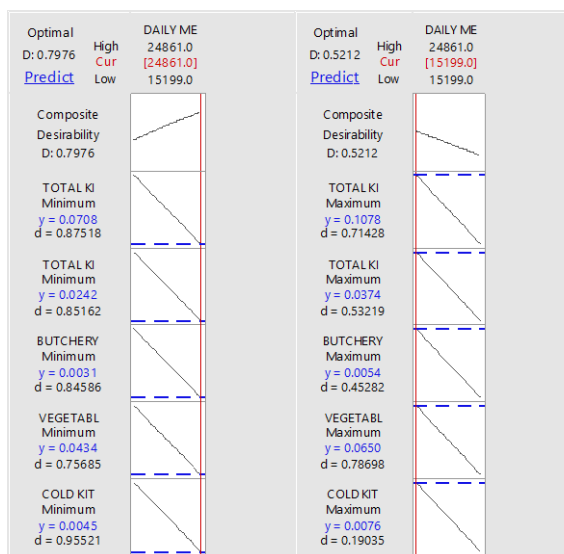 Optimal
D: 0.7976
Predict
High
Cur
Low
DAILY ME
24861.0
[24861.0]
15199.0
Composite
Desirability
D: 0.7976
TOTAL KI
Minimum
y = 0.0708
d = 0.87518
TOTAL KI
Minimum
y = 0.0242
d = 0.85162
BUTCHERY
Minimum
y = 0.0031
d = 0.84586
VEGETABL
Minimum
y = 0.0434
d = 0.75685
COLD KIT
Minimum
y = 0.0045
d = 0.95521
Optimal
D: 0.5212
Predict
High
Cur
Low
DAILY ME
24861.0
[15199.0]
15199.0
Composite
Desirability
D: 0.5212
TOTAL KI
Maximum
y = 0.1078
d = 0.71428
TOTAL KI
Maximum
y = 0.0374
d = 0.53219
BUTCHERY
Maximum
y = 0.0054
d = 0.45282
VEGETABL
Maximum
y = 0.0650
d = 0.78698
COLD KIT
Maximum
y = 0.0076
d = 0.19035